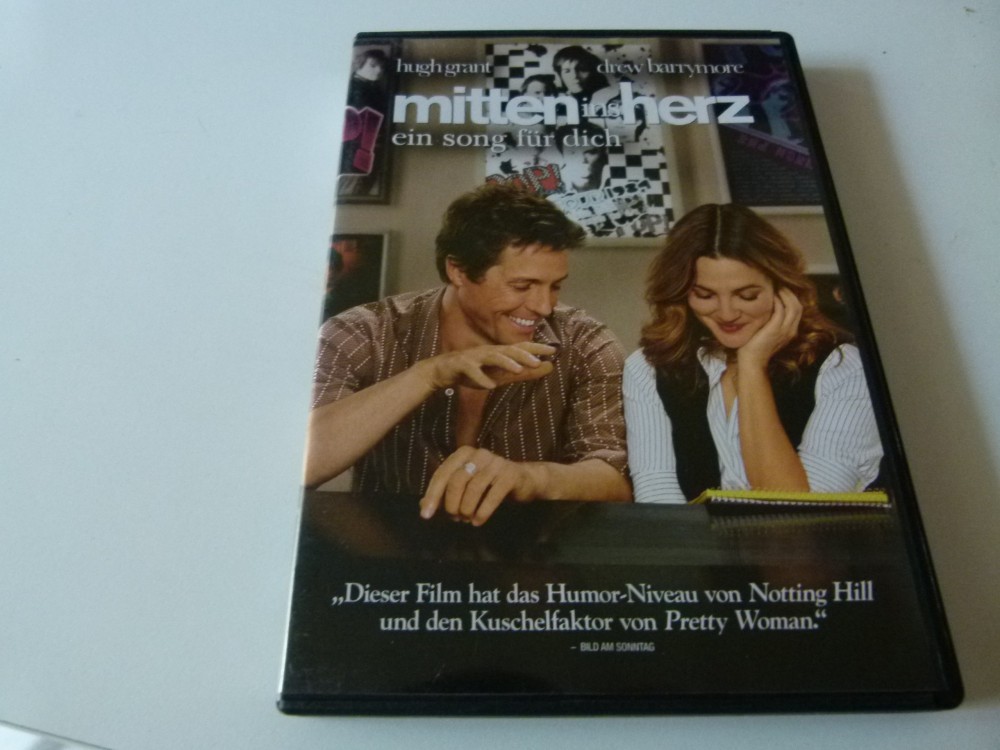 hugh grant drew barrymore
mitten ins herz
ein song für dich
„Dieser Film hat das Humor-Niveau von Notting Hill
und den Kuschelfaktor von Pretty Woman."
– BILD AM SONNTAG